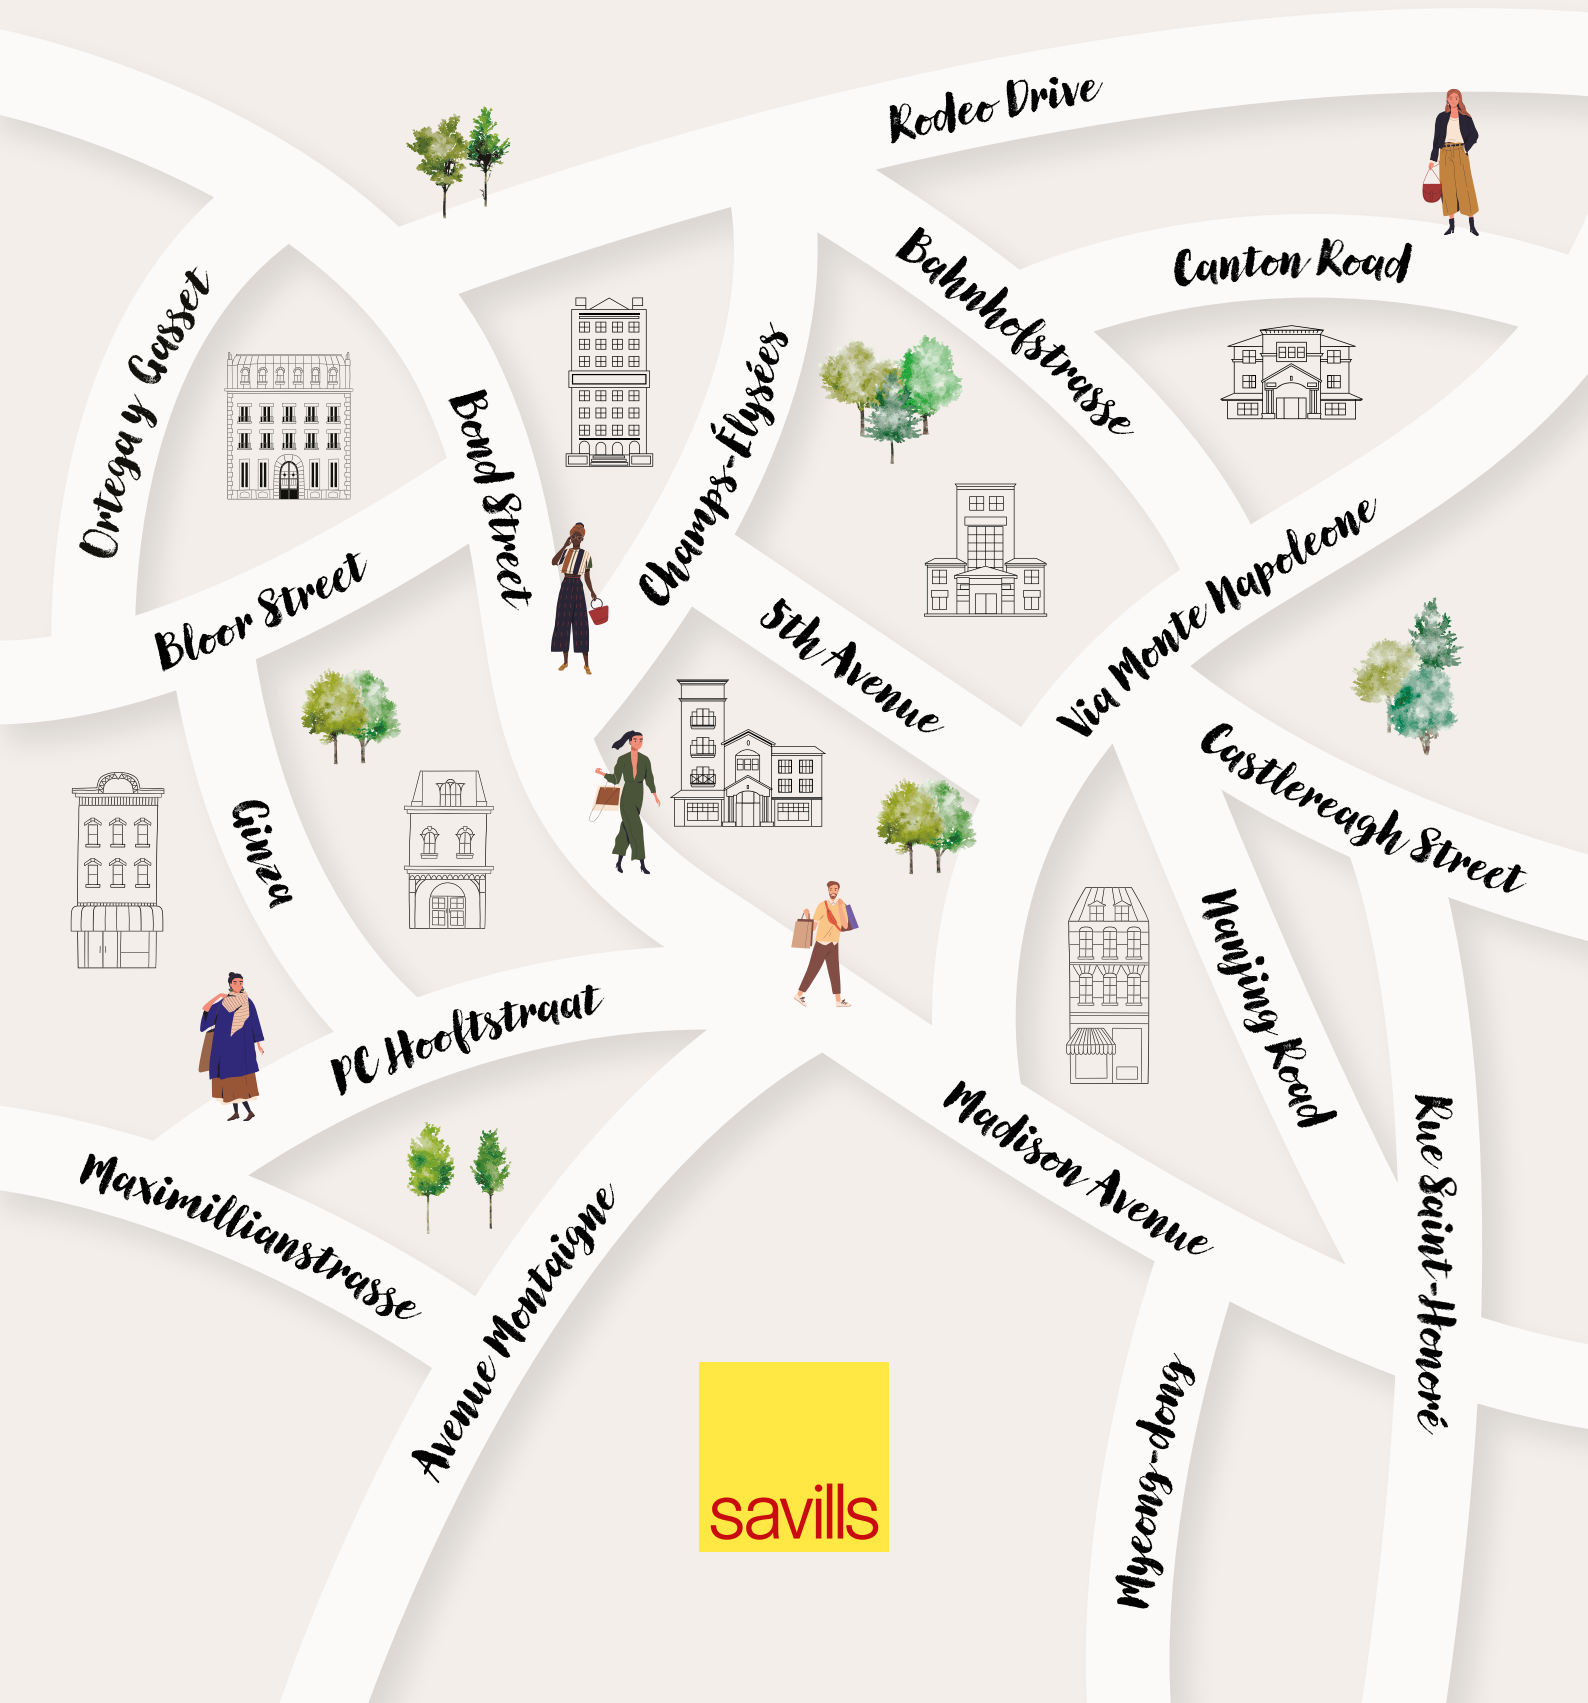 Rodeo Drive
Canton Road
Bahnhofstrasse
Ortega y Gasset
Champs-Élysées
Bond Street
Bloor Street
5th Avenue
Via Monte Napoleone
Castlereagh Street
Ginza
Nanjing Road
PC Hooftstraat
Madison Avenue
Rue Saint-Honoré
Maximillianstrasse
Avenue Montaigne
Myeong-dong
savills